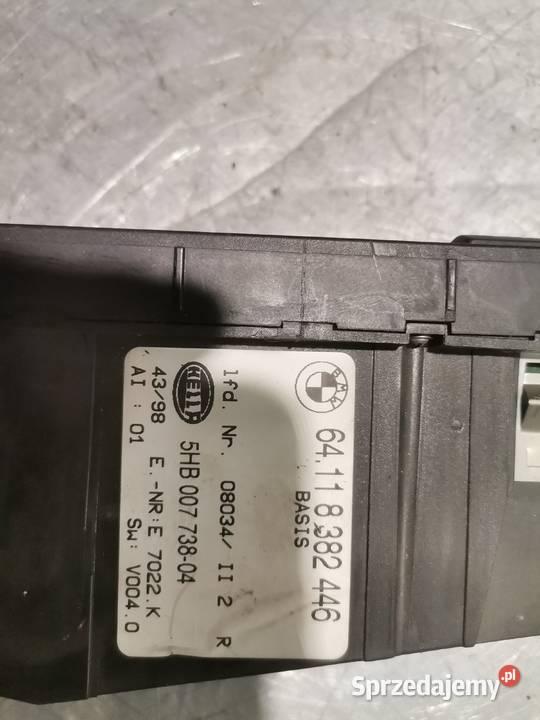 BMW
64.11 8 382 446
BASIS
lfd. Nr. 08034/ II 2 R
HELLA
5HB 007 738-04
43/98 E.-NR:E 7022.K
AI : 01 SW: V004.0
Sprzedajemy.pl